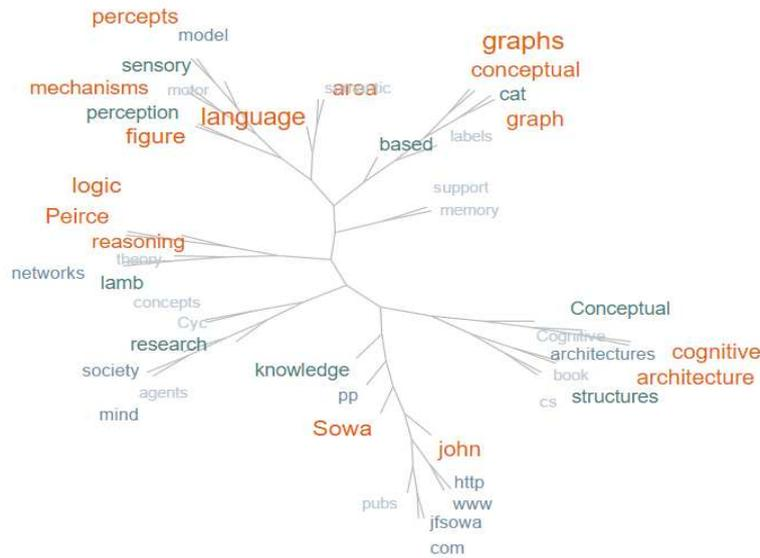 percepts
model
sensory
mechanisms
motor
perception
figure
language
semantic
area
graphs
conceptual
cat
graph
labels
based
support
memory
logic
Peirce
reasoning
theory
networks
lamb
concepts
Cyc
research
society
agents
mind
knowledge
pp
Sowa
john
http
www
pubs
jfsowa
com
Conceptual
Cognitive
architectures
cognitive
book
architecture
cs
structures